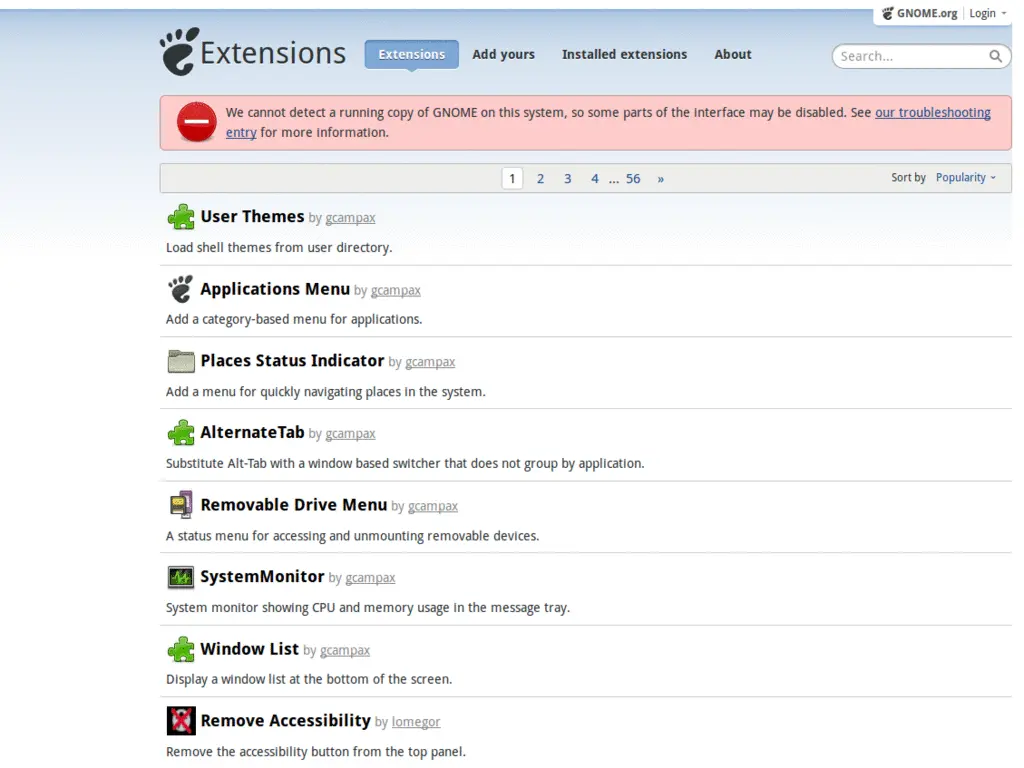 GNOME.org Login
Extensions Extensions Add yours Installed extensions About Search...
We cannot detect a running copy of GNOME on this system, so some parts of the interface may be disabled. See our troubleshooting
entry for more information.
1 2 3 4 ... 56 » Sort by Popularity
User Themes by gcampax
Load shell themes from user directory.
Applications Menu by gcampax
Add a category-based menu for applications.
Places Status Indicator by gcampax
Add a menu for quickly navigating places in the system.
AlternateTab by gcampax
Substitute Alt-Tab with a window based switcher that does not group by application.
Removable Drive Menu by gcampax
A status menu for accessing and unmounting removable devices.
SystemMonitor by gcampax
System monitor showing CPU and memory usage in the message tray.
Window List by gcampax
Display a window list at the bottom of the screen.
Remove Accessibility by lomegor
Remove the accessibility button from the top panel.